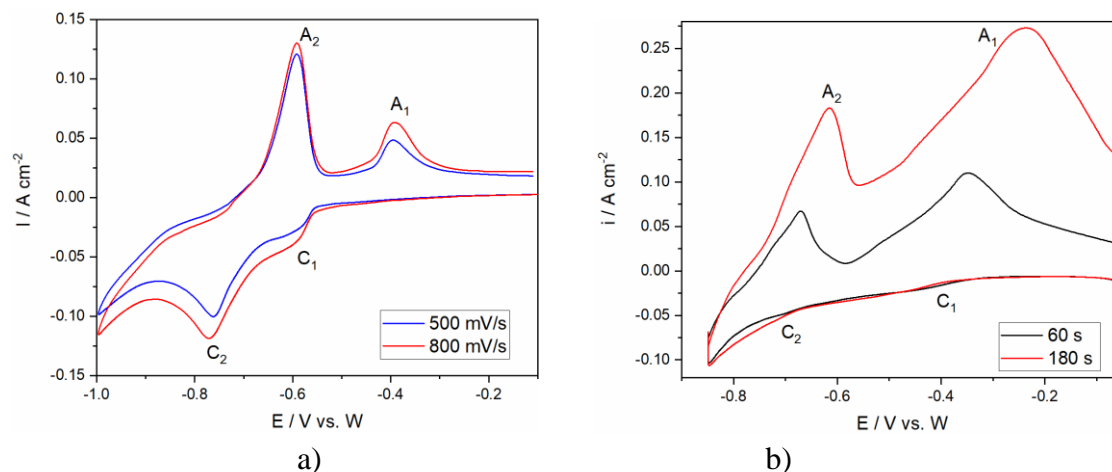 0.15
0.10
0.05
0.00
-0.05
-0.10
-0.15
I / A cm⁻²
A₂
A₁
C₁
C₂
500 mV/s
800 mV/s
-1.0 -0.8 -0.6 -0.4 -0.2
E / V vs. W
a)
0.25
0.20
0.15
0.10
0.05
0.00
-0.05
-0.10
i / A cm⁻²
A₁
A₂
C₁
C₂
60 s
180 s
-0.8 -0.6 -0.4 -0.2
E / V vs. W
b)